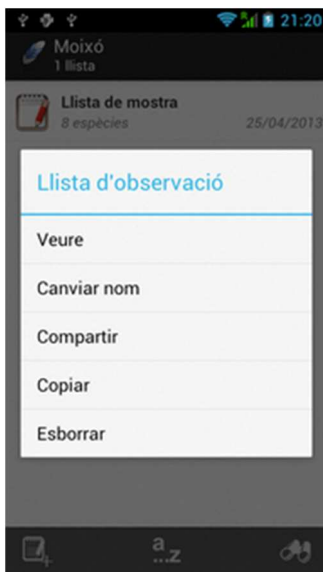 21:20
Moixó
1 llista
Llista de mostra
8 espècies 25/04/2013
Llista d'observació
Veure
Canviar nom
Compartir
Copiar
Esborrar
a
...z